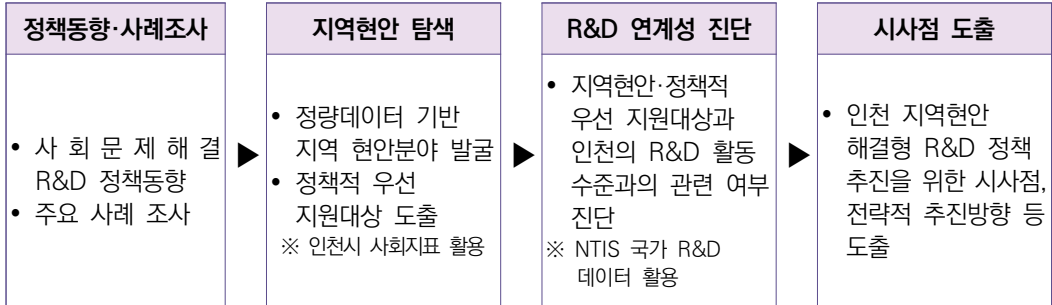 정책동향·사례조사
• 사 회 문 제 해 결
R&D 정책동향
• 주요 사례 조사
▶
지역현안 탐색
• 정량데이터 기반
지역 현안분야 발굴
• 정책적 우선
지원대상 도출
※ 인천시 사회지표 활용
▶
R&D 연계성 진단
• 지역현안·정책적
우선 지원대상과
인천의 R&D 활동
수준과의 관련 여부
진단
※ NTIS 국가 R&D
데이터 활용
▶
시사점 도출
• 인천 지역현안
해결형 R&D 정책
추진을 위한 시사점,
전략적 추진방향 등
도출